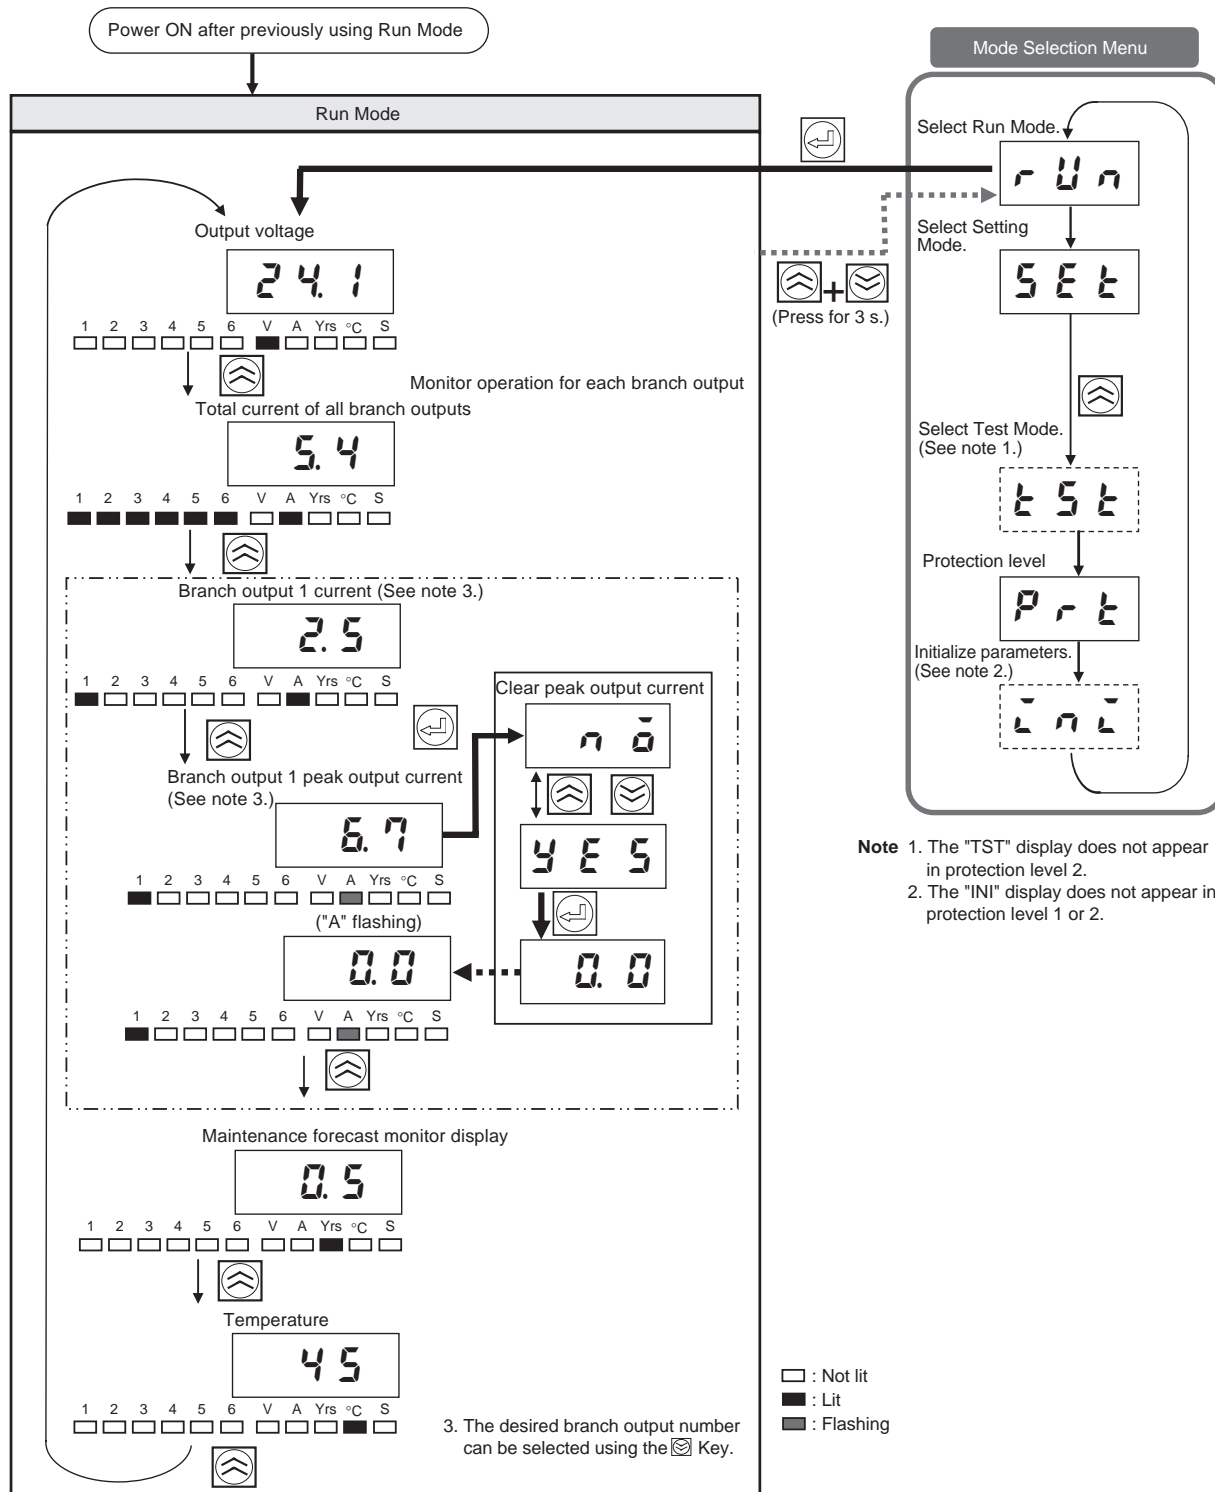 Power ON after previously using Run Mode
Run Mode
Output voltage
24.1
1 2 3 4 5 6 V A Yrs °C S
Monitor operation for each branch output
Total current of all branch outputs
5.4
1 2 3 4 5 6 V A Yrs °C S
Branch output 1 current (See note 3.)
2.5
1 2 3 4 5 6 V A Yrs °C S
Branch output 1 peak output current
(See note 3.)
6.7
1 2 3 4 5 6 V A Yrs °C S
("A" flashing)
0.0
1 2 3 4 5 6 V A Yrs °C S
Clear peak output current
no
YES
0.0
Maintenance forecast monitor display
0.5
1 2 3 4 5 6 V A Yrs °C S
Temperature
45
1 2 3 4 5 6 V A Yrs °C S
3. The desired branch output number
can be selected using the Key.
+
(Press for 3 s.)
Mode Selection Menu
Select Run Mode.
rUn
Select Setting
Mode.
SEt
Select Test Mode.
(See note 1.)
tSt
Protection level
Prt
Initialize parameters.
(See note 2.)
ini
Note 1. The "TST" display does not appear
in protection level 2.
2. The "INI" display does not appear in
protection level 1 or 2.
: Not lit
: Lit
: Flashing